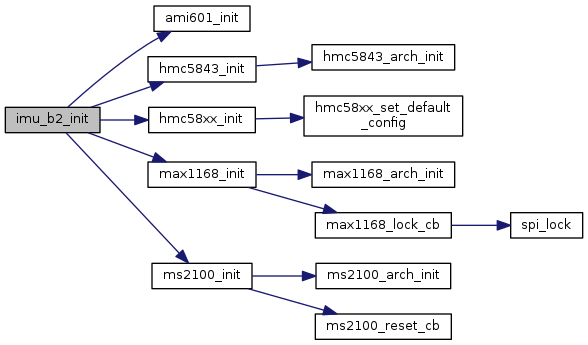 ami601_init
hmc5843_init
hmc5843_arch_init
imu_b2_init
hmc58xx_init
hmc58xx_set_default
_config
max1168_init
max1168_arch_init
max1168_lock_cb
spi_lock
ms2100_init
ms2100_arch_init
ms2100_reset_cb